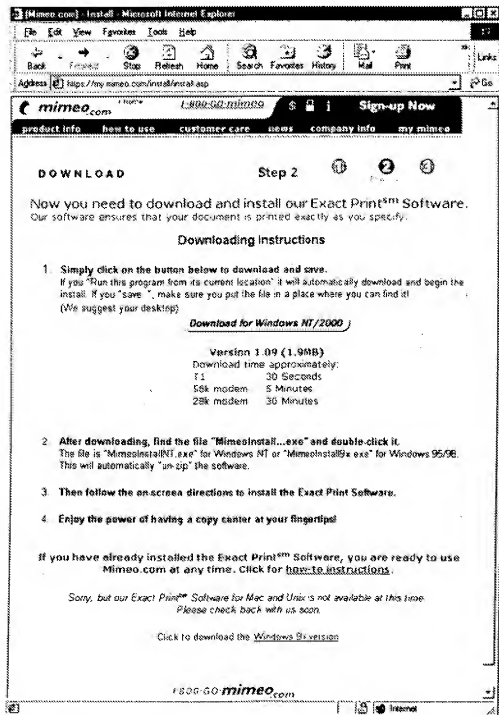 [Mimeo.com] - Install - Microsoft Internet Explorer
File Edit View Favorites Tools Help
Back Stop Refresh Home Search Favorites History Mail Print Links
Address https://my.mimeo.com/install/install.asp Go
mimeo.com Home 1-800-GO-mimeo $ i Sign-up Now
product info how to use customer care news company info my mimeo
DOWNLOAD Step 2 1 2 3
Now you need to download and install our Exact Print℠ Software.
Our software ensures that your document is printed exactly as you specify.
Downloading Instructions
1. Simply click on the button below to download and save.
If you "Run this program from its current location" it will automatically download and begin the
install. If you "save", make sure you put the file in a place where you can find it!
(We suggest your desktop)
Download for Windows NT/2000
Version 1.09 (1.9MB)
Download time approximately:
T1 30 Seconds
56k modem 5 Minutes
28k modem 30 Minutes
2. After downloading, find the file "MimeoInstall...exe" and double-click it.
The file is "MimeoInstallNT.exe" for Windows NT or "MimeoInstall9x.exe" for Windows 95/98.
This will automatically "un-zip" the software.
3. Then follow the on-screen directions to install the Exact Print Software.
4. Enjoy the power of having a copy center at your fingertips!
If you have already installed the Exact Print℠ Software, you are ready to use
Mimeo.com at any time. Click for how-to instructions.
Sorry, but our Exact Print℠ Software for Mac and Unix is not available at this time.
Please check back with us soon.
Click to download the Windows 9x version
1-800-GO-mimeo.com
Internet